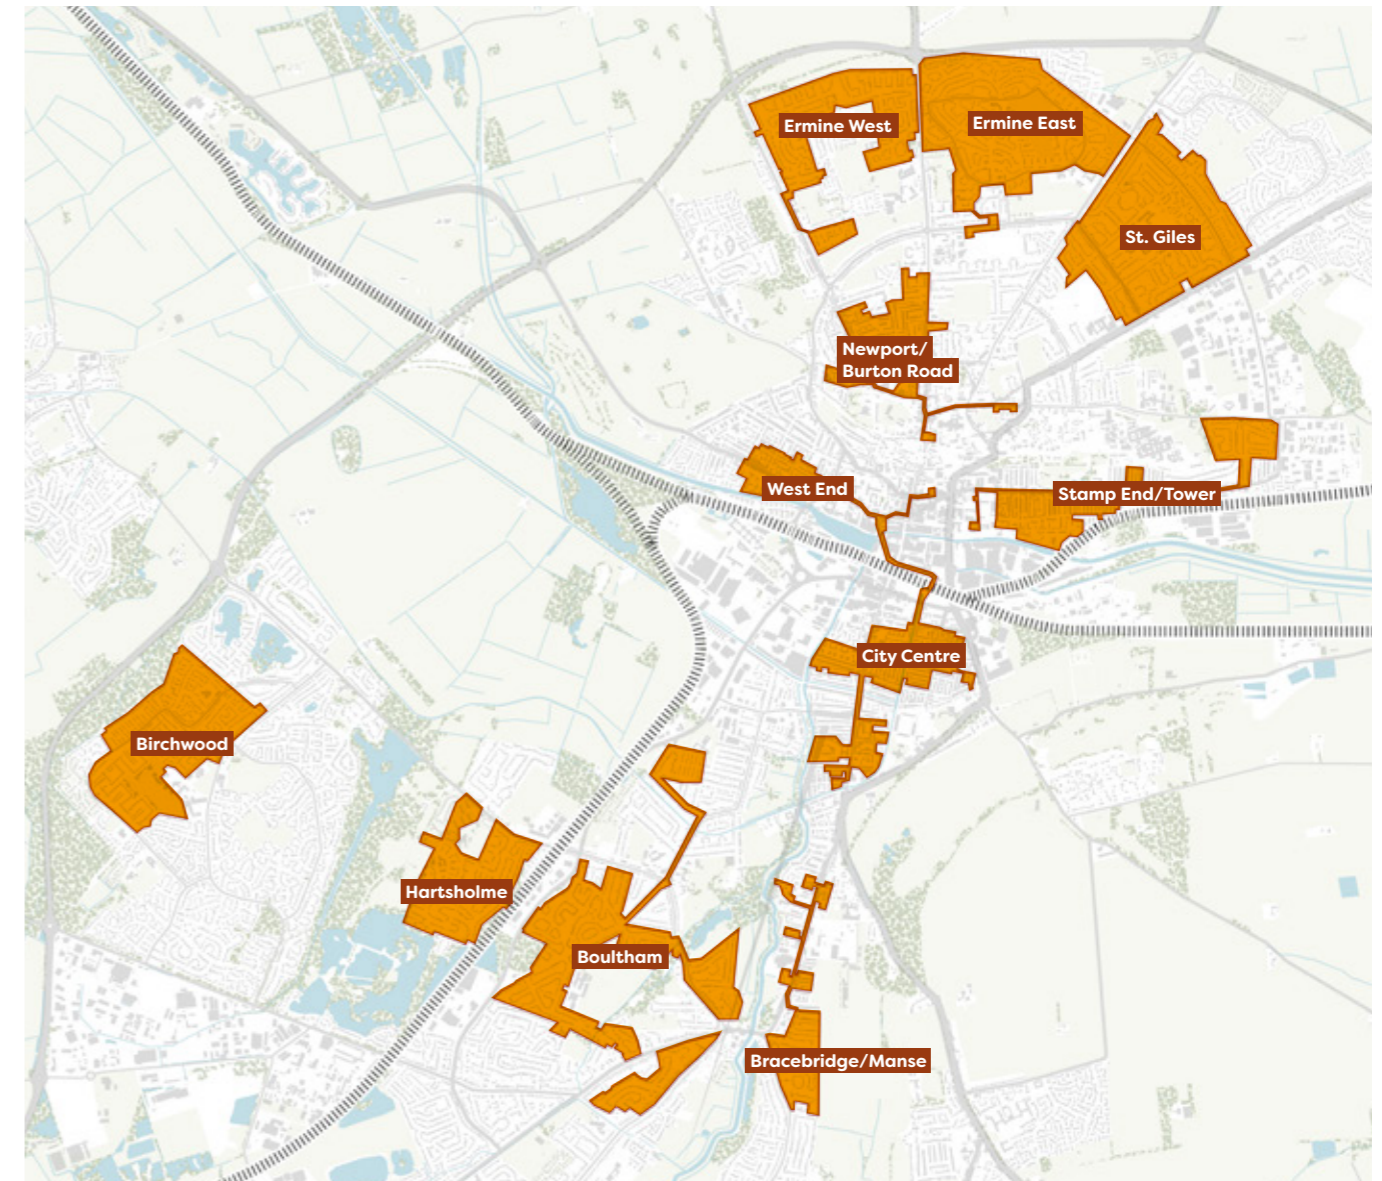 Ermine West
Ermine East
St. Giles
Newport/
Burton Road
West End
Stamp End/Tower
City Centre
Birchwood
Hartsholme
Boultham
Bracebridge/Manse